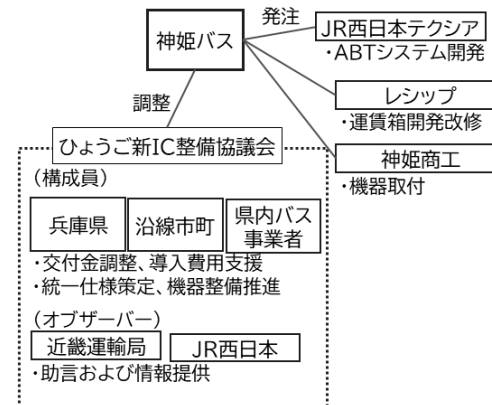 神姫バス
発注
JR西日本テクシア
・ABTシステム開発
レシップ
・運賃箱開発改修
神姫商工
・機器取付
調整
ひょうご新IC整備協議会
（構成員）
兵庫県
沿線市町
県内バス
事業者
・交付金調整、導入費用支援
・統一仕様策定、機器整備推進
（オブザーバー）
近畿運輸局
JR西日本
・助言および情報提供